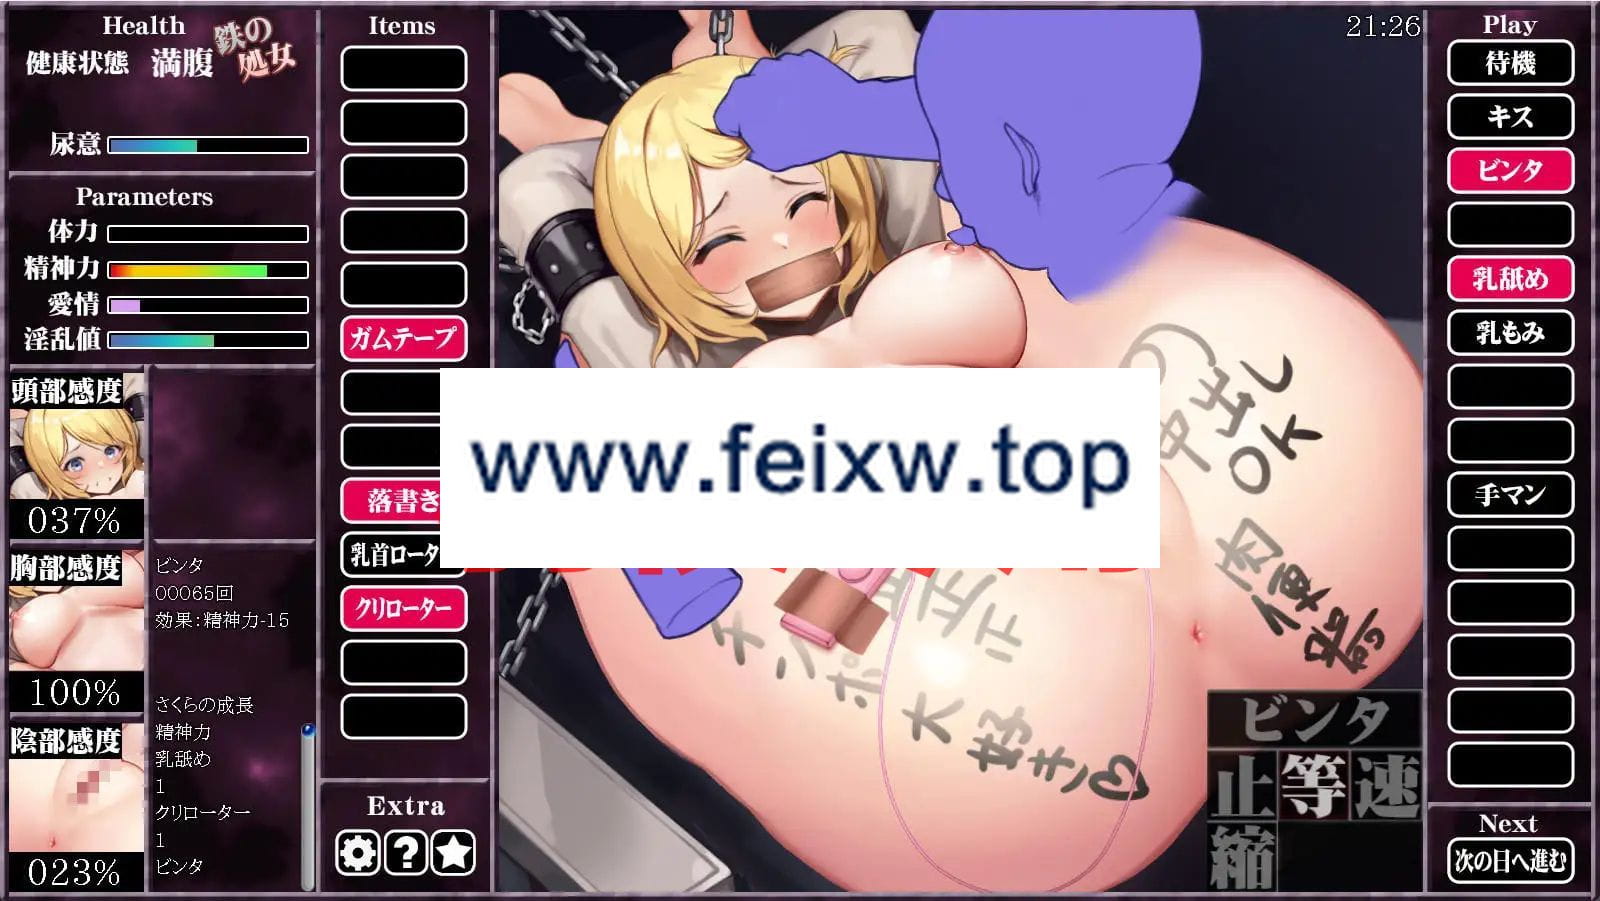 Health
健康状態 満腹
鉄の処女
尿意
Parameters
体力
精神力
愛情
淫乱値
頭部感度
037%
胸部感度
100%
陰部感度
023%
ビンタ
00065回
効果：精神力-15
さくらの成長
精神力
乳舐め
1
クリローター
1
ビンタ
Items
ガムテープ
落書き
乳首ロータ
クリローター
Extra
?
21:26
中出し
OK
肉便器
正正
チンポ
大好き♡
www.feixw.top
ビンタ
止 等 速
縮
Play
待機
キス
ビンタ
乳舐め
乳もみ
手マン
Next
次の日へ進む